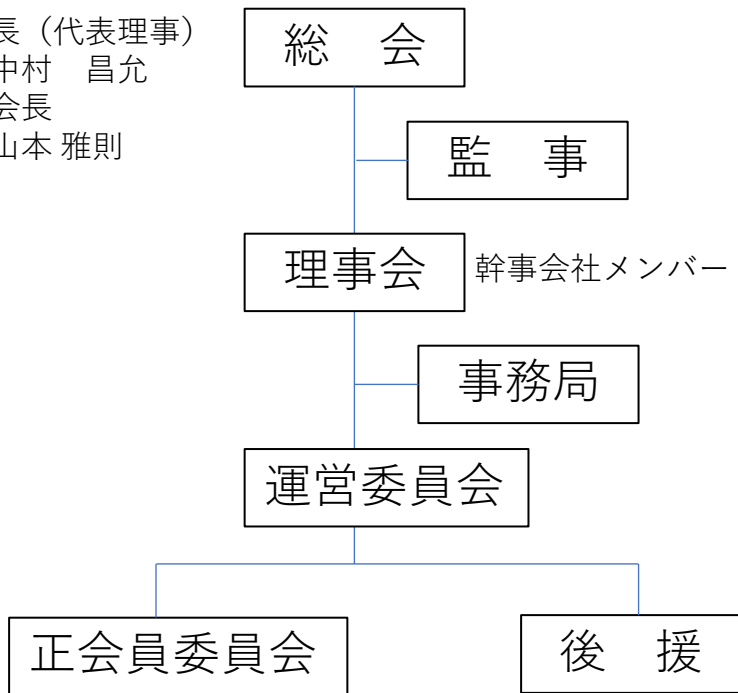 長（代表理事）
中村　昌允
会長
山本 雅則
総　会
監　事
理事会
幹事会社メンバー
事務局
運営委員会
正会員委員会
後　援